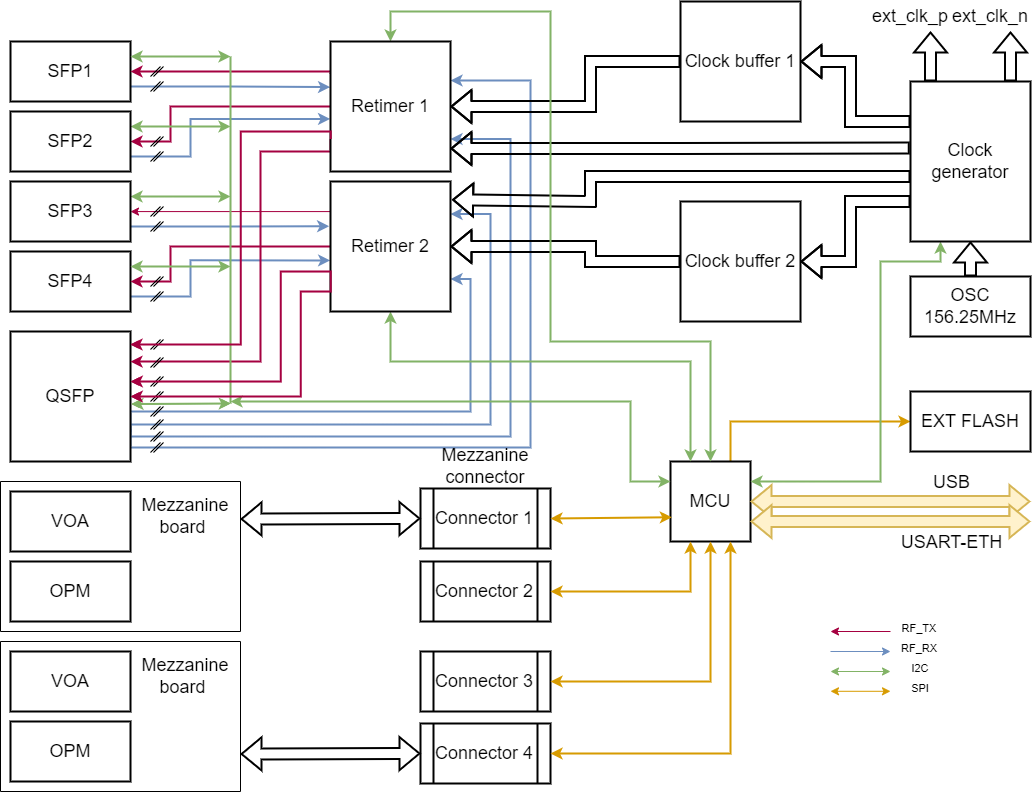 ext_clk_p ext_clk_n
SFP1
SFP2
SFP3
SFP4
QSFP
Retimer 1
Retimer 2
Clock buffer 1
Clock buffer 2
Clock
generator
OSC
156.25MHz
EXT FLASH
MCU
USB
USART-ETH
Mezzanine
connector
VOA
OPM
Mezzanine
board
Connector 1
Connector 2
VOA
OPM
Mezzanine
board
Connector 3
Connector 4
RF_TX
RF_RX
I2C
SPI